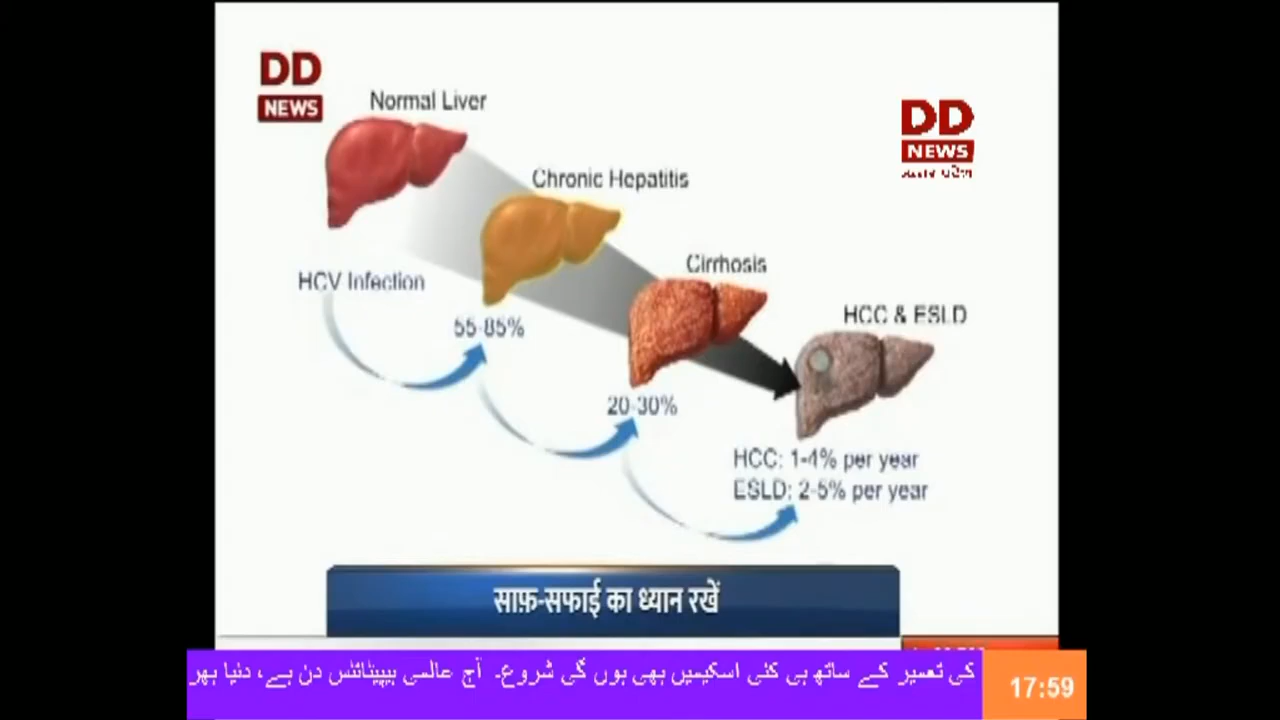 DD
NEWS
Normal Liver
DD
NEWS
Chronic Hepatitis
Cirrhosis
HCV Infection
HCC & ESLD
55-85%
20-30%
HCC: 1-4% per year
ESLD: 2-5% per year
साफ़-सफाई का ध्यान रखें
کی تعمیر کے ساتھ ہی کئی اسکیمیں بھی ہوں گی شروع۔ آج عالمی ہیپیٹائٹس دن ہے، دنیا بھر
17:59